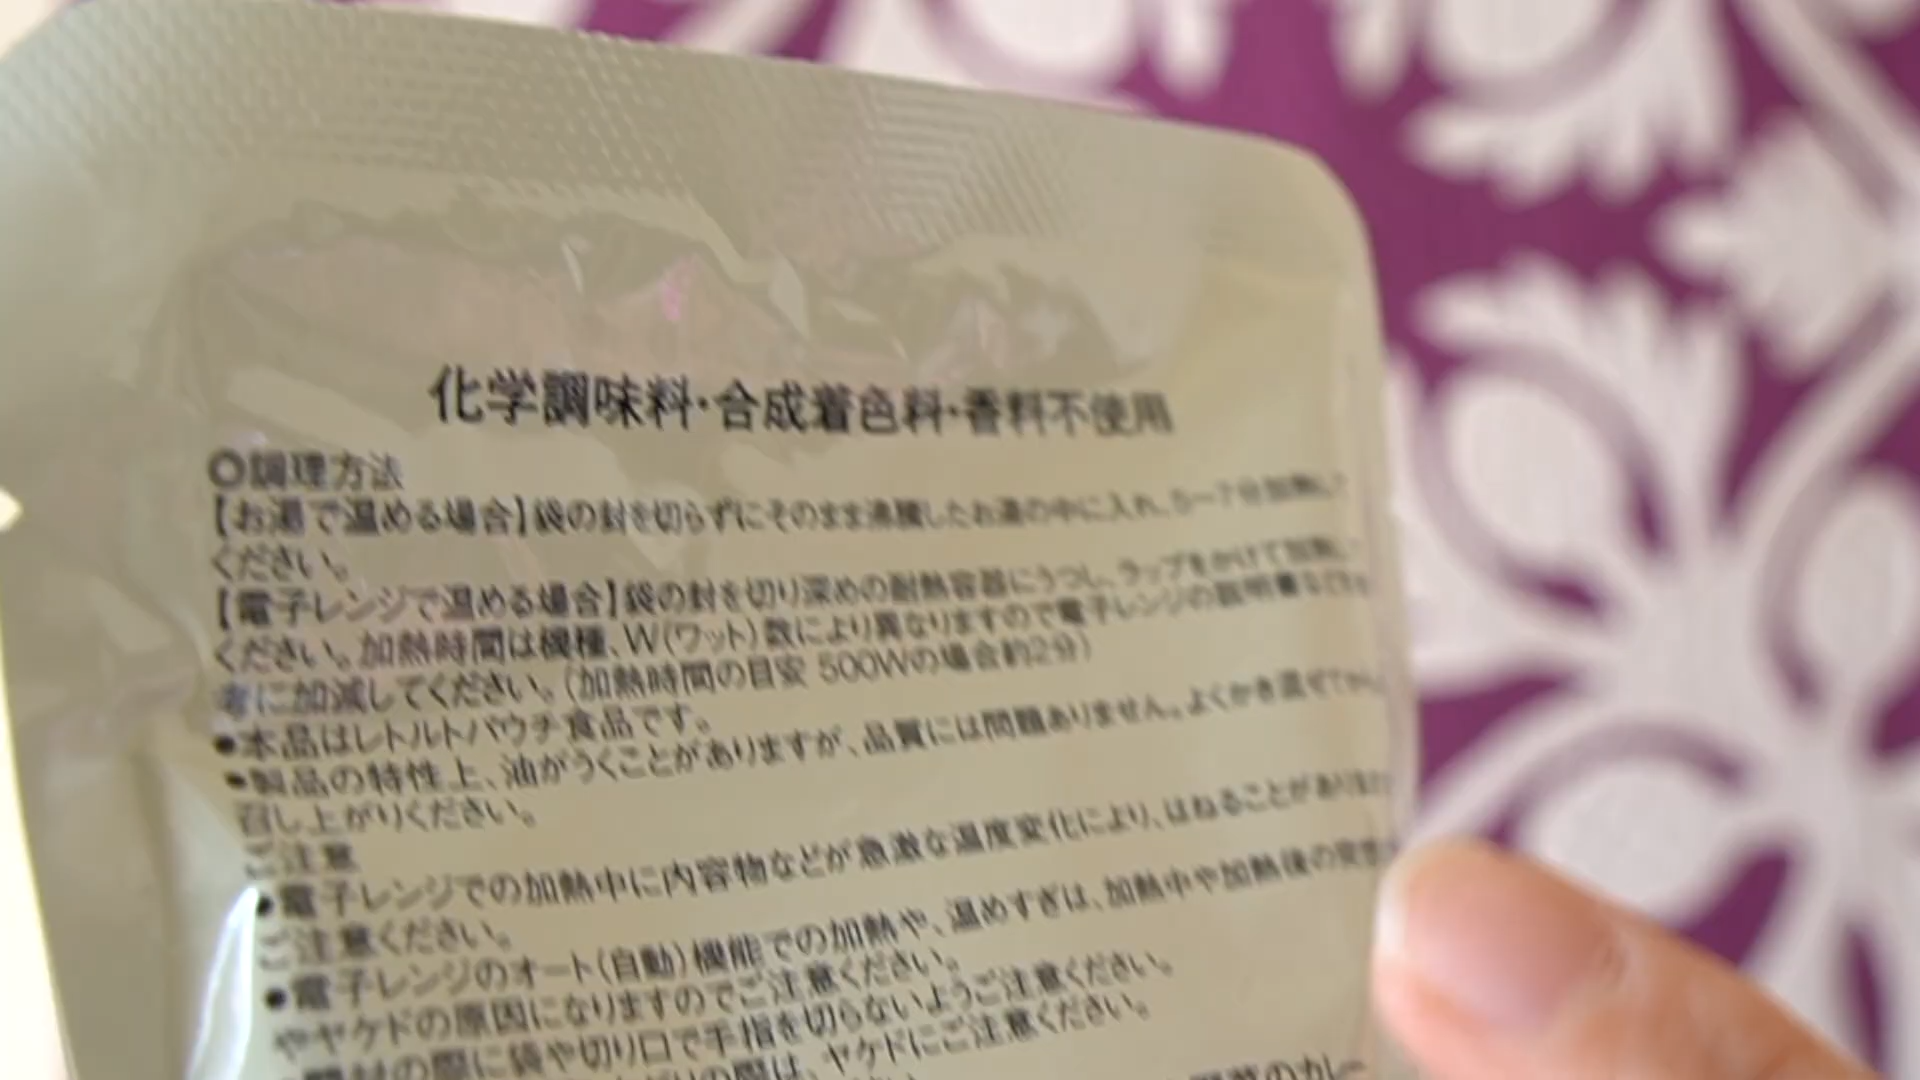 化学調味料・合成着色料・香料不使用
○調理方法
【お湯で温める場合】袋の封を切らずにそのまま沸騰したお湯の中に入れ、5〜7分加熱し
ください。
【電子レンジで温める場合】袋の封を切り深めの耐熱容器にうつし、ラップをかけて加熱し
ください。加熱時間は機種、W(ワット)数により異なりますので電子レンジの説明書などを
考に加減してください。(加熱時間の目安 500Wの場合約2分)
●本品はレトルトパウチ食品です。
●製品の特性上、油がうくことがありますが、品質には問題ありません。よくかき混ぜて
召し上がりください。
ご注意
●電子レンジでの加熱中に内容物などが急激な温度変化により、はねることがあります
ご注意ください。
●電子レンジのオート(自動)機能での加熱や、温めすぎは、加熱中や加熱後の
やヤケドの原因になりますのでご注意ください。
の際に袋や切り口で手指を切らないようご注意ください。
の際は、ヤケドにご注意ください。
野菜のカレー